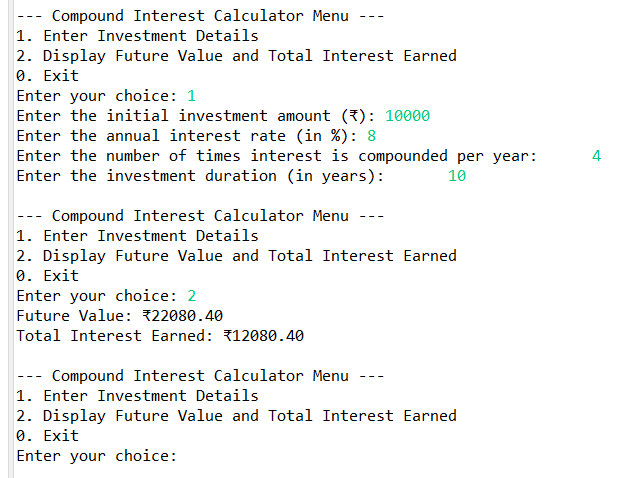 --- Compound Interest Calculator Menu ---
1. Enter Investment Details
2. Display Future Value and Total Interest Earned
0. Exit
Enter your choice: 1
Enter the initial investment amount (₹): 10000
Enter the annual interest rate (in %): 8
Enter the number of times interest is compounded per year: 4
Enter the investment duration (in years): 10
--- Compound Interest Calculator Menu ---
1. Enter Investment Details
2. Display Future Value and Total Interest Earned
0. Exit
Enter your choice: 2
Future Value: ₹22080.40
Total Interest Earned: ₹12080.40
--- Compound Interest Calculator Menu ---
1. Enter Investment Details
2. Display Future Value and Total Interest Earned
0. Exit
Enter your choice: